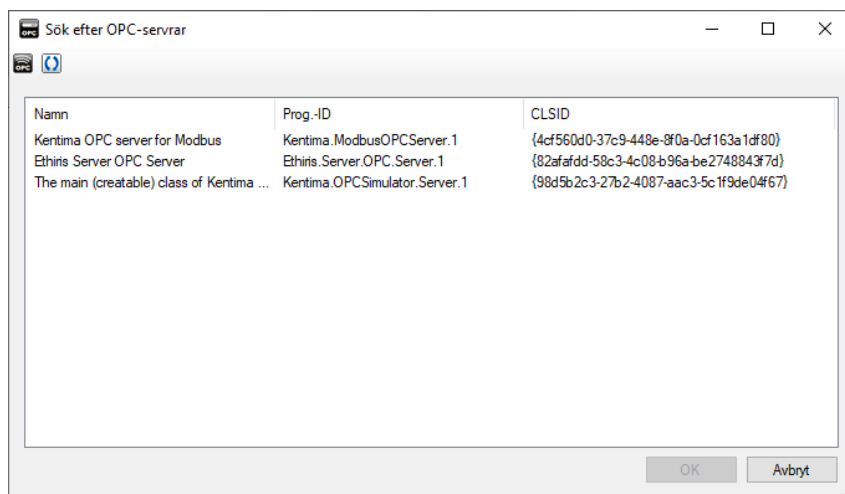 OPC Sök efter OPC-servrar
OPC
Namn Prog.-ID CLSID
Kentima OPC server for Modbus Kentima.ModbusOPCServer.1 {4cf560d0-37c9-448e-8f0a-0cf163a1df80}
Ethiris Server OPC Server Ethiris.Server.OPC.Server.1 {82afafdd-58c3-4c08-b96a-be2748843f7d}
The main (creatable) class of Kentima ... Kentima.OPCSimulator.Server.1 {98d5b2c3-27b2-4087-aac3-5c1f9de04f67}
OK Avbryt